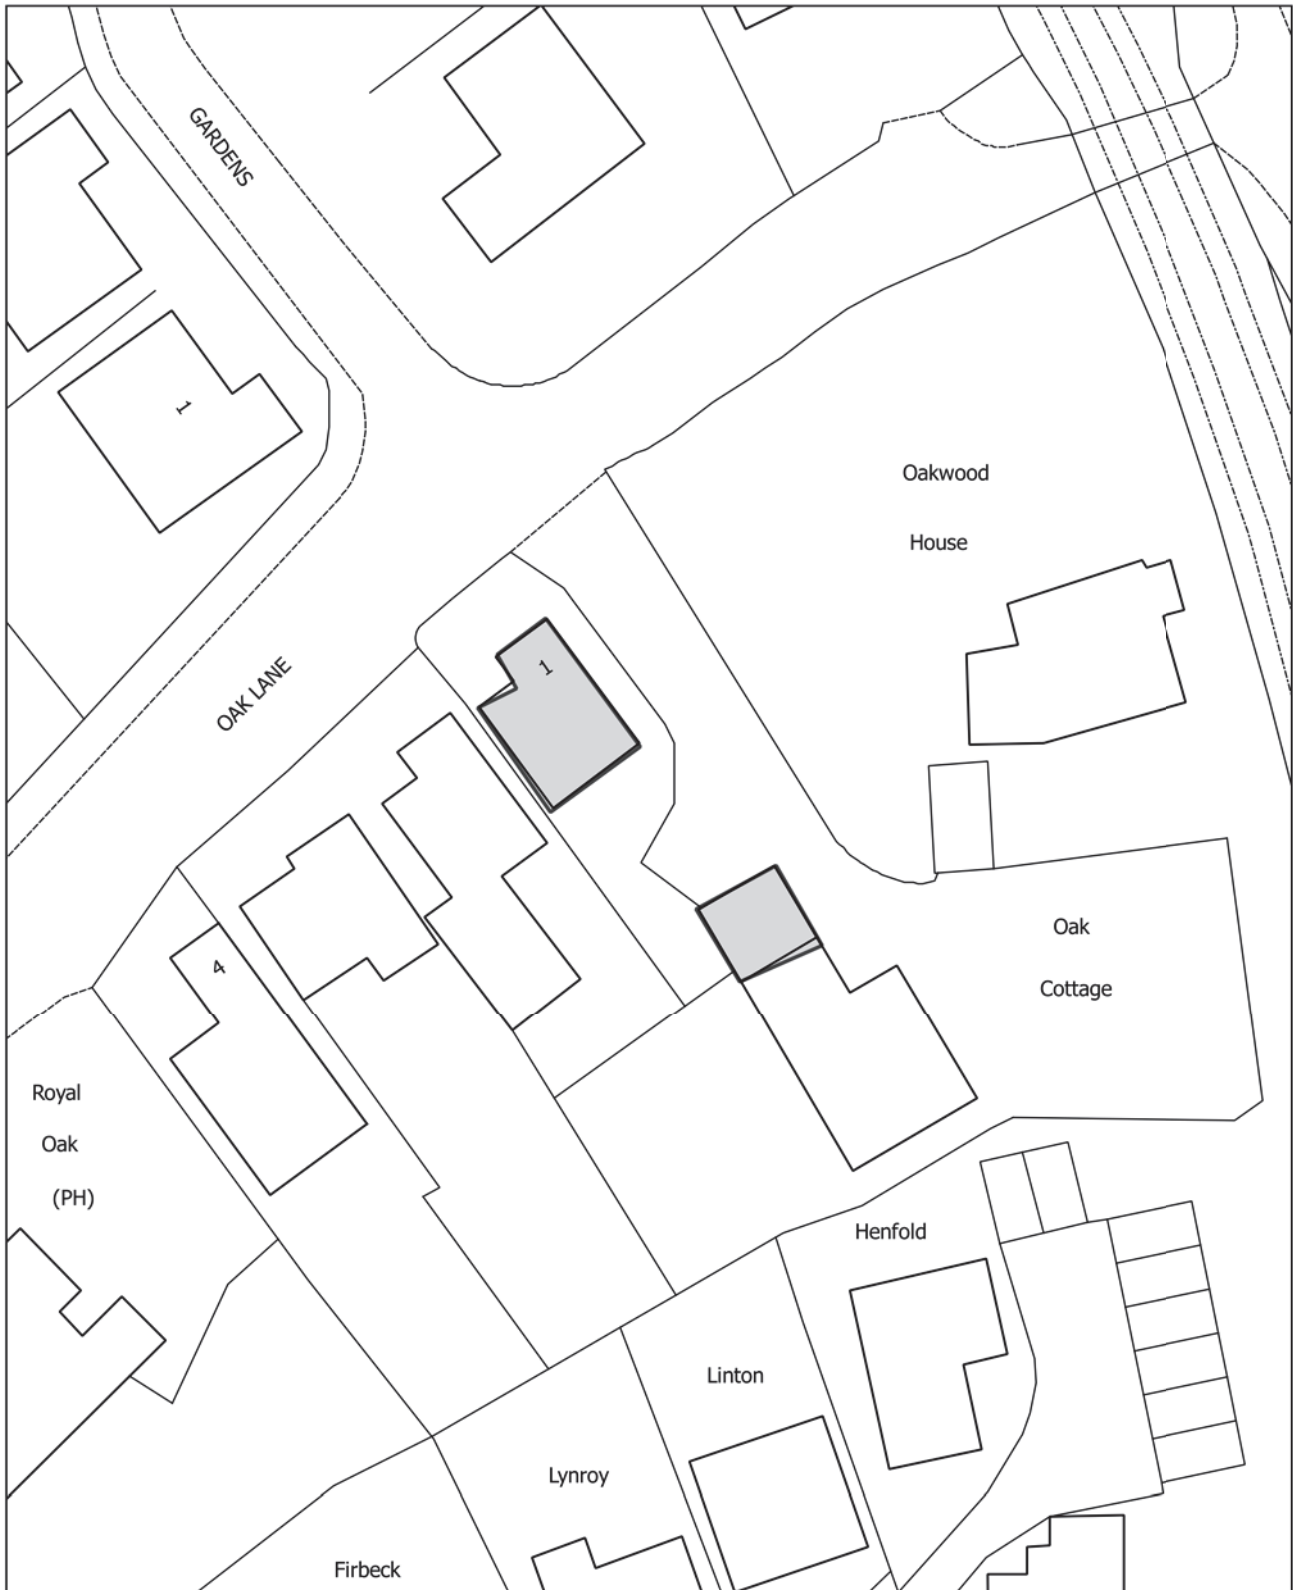 GARDENS
1
Oakwood
House
1
OAK LANE
Oak
Cottage
4
Royal
Oak
(PH)
Henfold
Linton
Lynroy
Firbeck